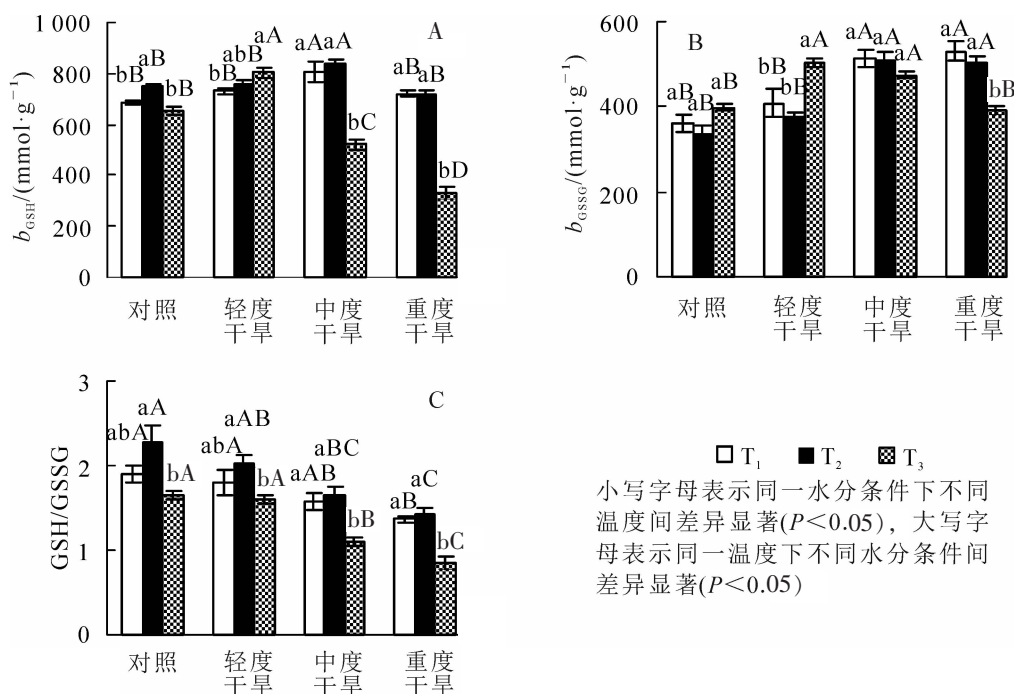 1 000
800
600
400
200
0
b_GSH/(mmol·g⁻¹)
A
bB aB bB
bB abB aA
aA aA bC
aB aB bD
对照 轻度干旱 中度干旱 重度干旱
600
400
200
0
b_GSSG/(mmol·g⁻¹)
B
aB aB aB
bB bB aA
aA aA aA
aA aA bB
对照 轻度干旱 中度干旱 重度干旱
3
2
1
0
GSH/GSSG
C
abA aA bA
abA aAB bA
aAB aBC bB
aB aC bC
对照 轻度干旱 中度干旱 重度干旱
T₁ T₂ T₃
小写字母表示同一水分条件下不同
温度间差异显著(P<0.05)，大写字
母表示同一温度下不同水分条件间
差异显著(P<0.05)